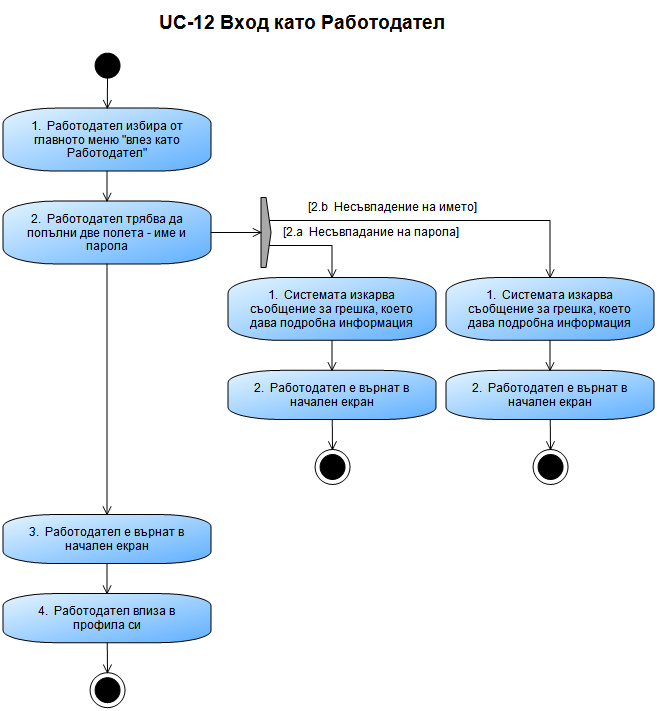 UC-12 Вход като Работодател
1. Работодател избира от
главното меню "влез като
Работодател"
2. Работодател трябва да
попълни две полета - име и
парола
[2.b Несъвпадение на името]
[2.a Несъвпадание на парола]
1. Системата изкарва
съобщение за грешка, което
дава подробна информация
1. Системата изкарва
съобщение за грешка, което
дава подробна информация
2. Работодател е върнат в
начален екран
2. Работодател е върнат в
начален екран
3. Работодател е върнат в
начален екран
4. Работодател влиза в
профила си